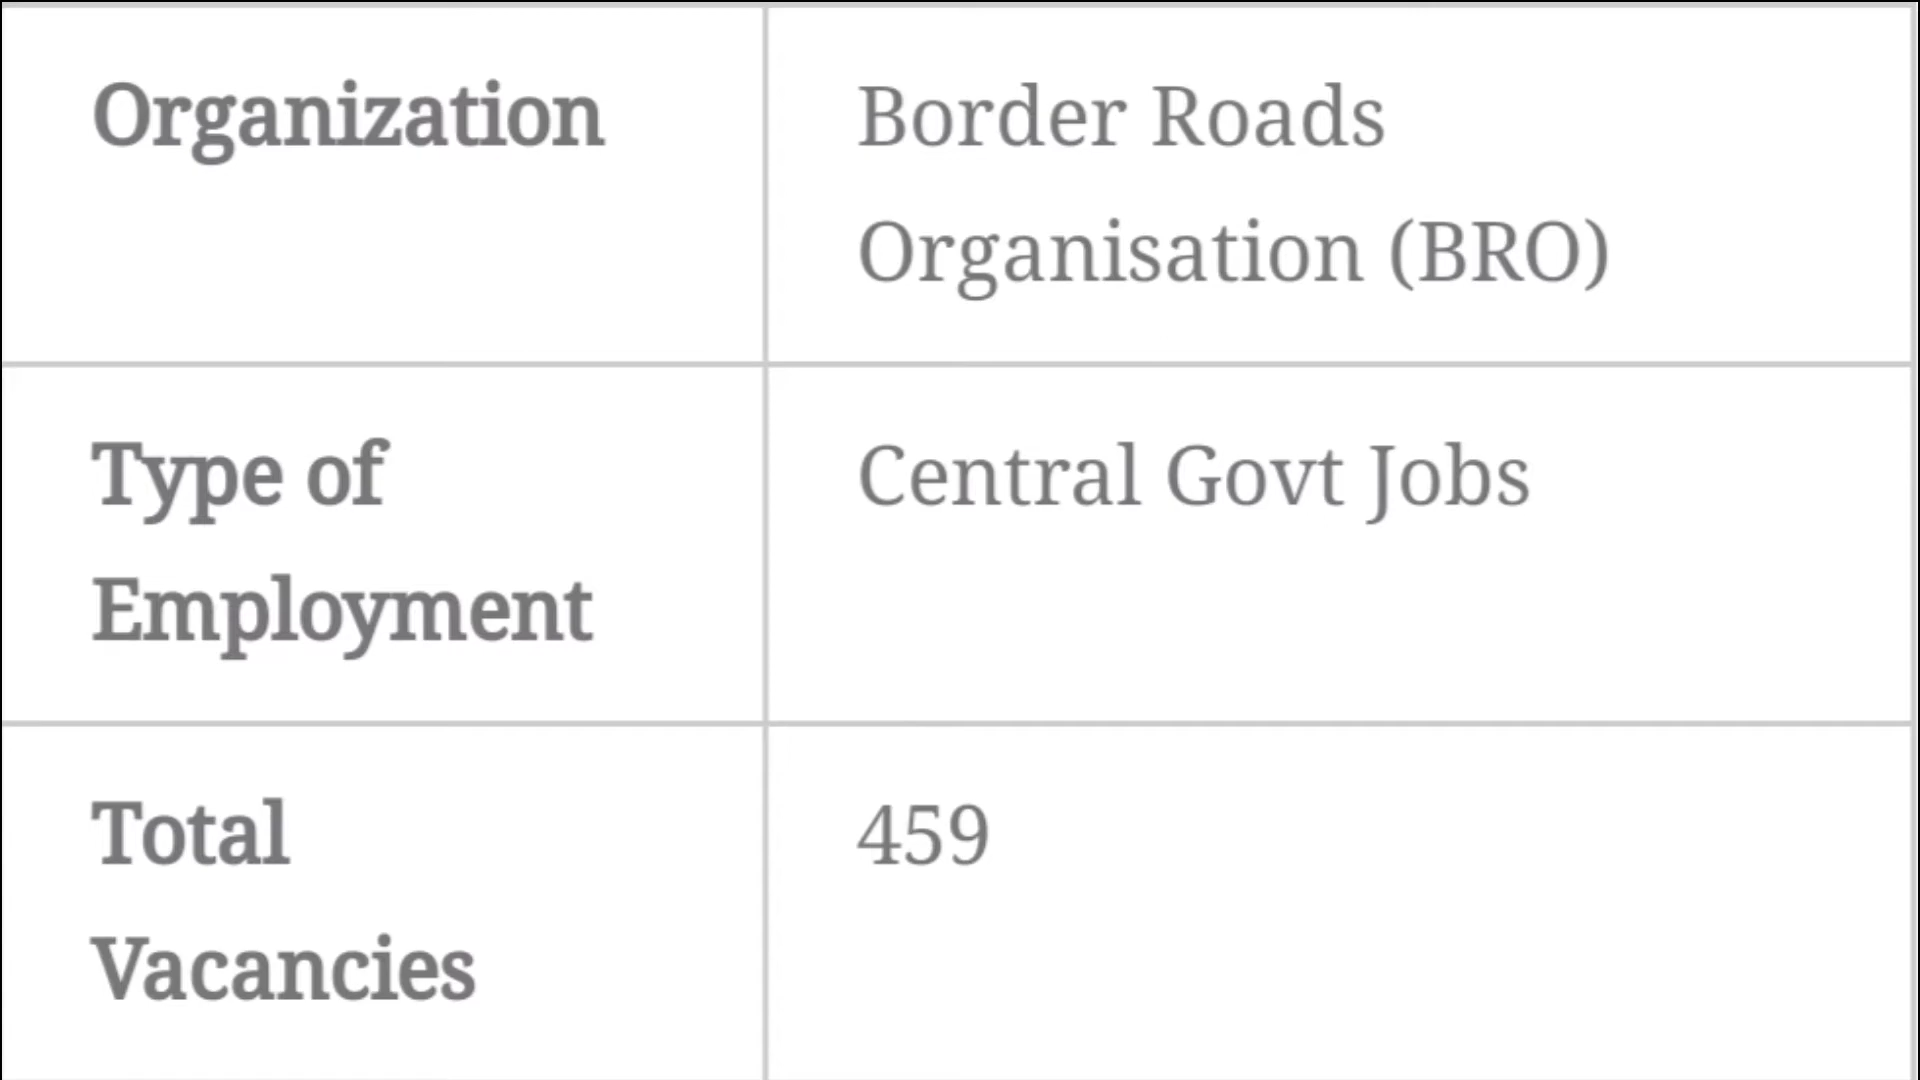 Organization
Border Roads
Organisation (BRO)
Type of
Employment
Central Govt Jobs
Total
Vacancies
459